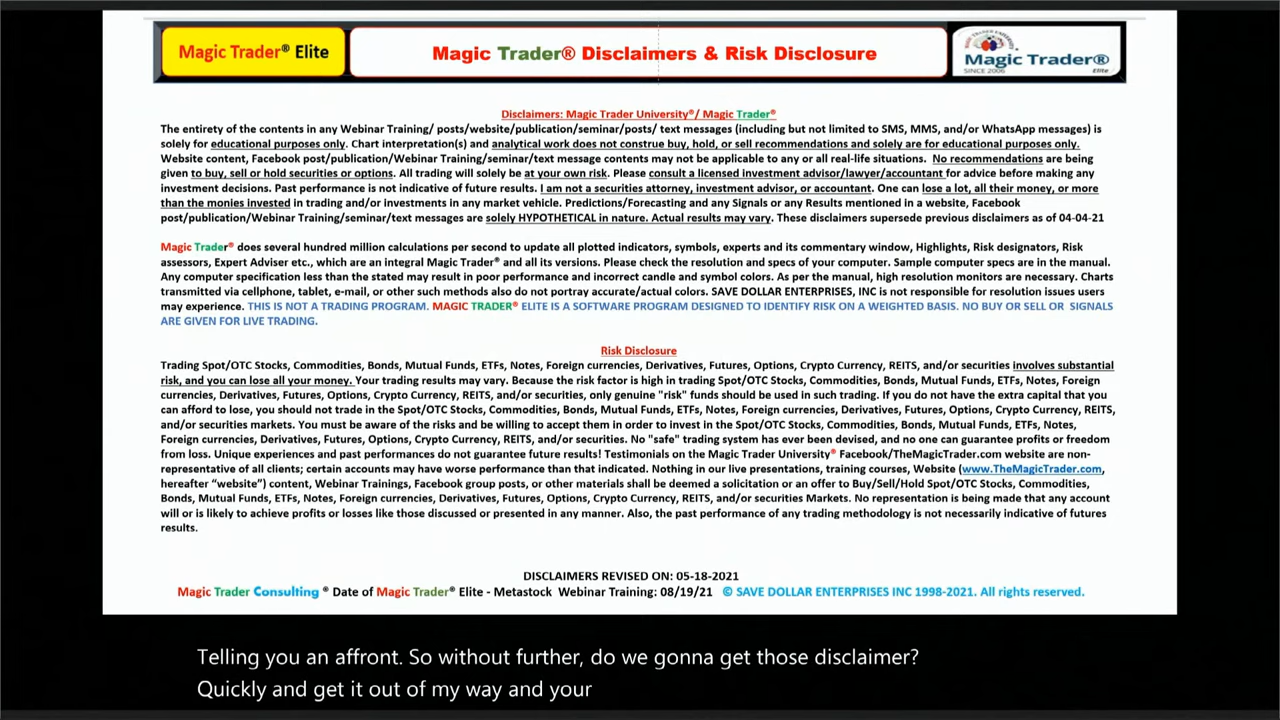 Magic Trader® Elite
Magic Trader® Disclaimers & Risk Disclosure
MAGIC TRADER UNIVERSITY
Magic Trader®
SINCE 2006
Elite
Disclaimers: Magic Trader University®/ Magic Trader®
The entirety of the contents in any Webinar Training/ posts/website/publication/seminar/posts/ text messages (including but not limited to SMS, MMS, and/or WhatsApp messages) is
solely for educational purposes only. Chart interpretation(s) and analytical work does not construe buy, hold, or sell recommendations and solely are for educational purposes only.
Website content, Facebook post/publication/Webinar Training/seminar/text message contents may not be applicable to any or all real-life situations. No recommendations are being
given to buy, sell or hold securities or options. All trading will solely be at your own risk. Please consult a licensed investment advisor/lawyer/accountant for advice before making any
investment decisions. Past performance is not indicative of future results. I am not a securities attorney, investment advisor, or accountant. One can lose a lot, all their money, or more
than the monies invested in trading and/or investments in any market vehicle. Predictions/Forecasting and any Signals or any Results mentioned in a website, Facebook
post/publication/Webinar Training/seminar/text messages are solely HYPOTHETICAL in nature. Actual results may vary. These disclaimers supersede previous disclaimers as of 04-04-21
Magic Trader® does several hundred million calculations per second to update all plotted indicators, symbols, experts and its commentary window, Highlights, Risk designators, Risk
assessors, Expert Adviser etc., which are an integral Magic Trader® and all its versions. Please check the resolution and specs of your computer. Sample computer specs are in the manual.
Any computer specification less than the stated may result in poor performance and incorrect candle and symbol colors. As per the manual, high resolution monitors are necessary. Charts
transmitted via cellphone, tablet, e-mail, or other such methods also do not portray accurate/actual colors. SAVE DOLLAR ENTERPRISES, INC is not responsible for resolution issues users
may experience. THIS IS NOT A TRADING PROGRAM. MAGIC TRADER® ELITE IS A SOFTWARE PROGRAM DESIGNED TO IDENTIFY RISK ON A WEIGHTED BASIS. NO BUY OR SELL OR SIGNALS
ARE GIVEN FOR LIVE TRADING.
Risk Disclosure
Trading Spot/OTC Stocks, Commodities, Bonds, Mutual Funds, ETFs, Notes, Foreign currencies, Derivatives, Futures, Options, Crypto Currency, REITS, and/or securities involves substantial
risk, and you can lose all your money. Your trading results may vary. Because the risk factor is high in trading Spot/OTC Stocks, Commodities, Bonds, Mutual Funds, ETFs, Notes, Foreign
currencies, Derivatives, Futures, Options, Crypto Currency, REITS, and/or securities, only genuine "risk" funds should be used in such trading. If you do not have the extra capital that you
can afford to lose, you should not trade in the Spot/OTC Stocks, Commodities, Bonds, Mutual Funds, ETFs, Notes, Foreign currencies, Derivatives, Futures, Options, Crypto Currency, REITS,
and/or securities markets. You must be aware of the risks and be willing to accept them in order to invest in the Spot/OTC Stocks, Commodities, Bonds, Mutual Funds, ETFs, Notes,
Foreign currencies, Derivatives, Futures, Options, Crypto Currency, REITS, and/or securities. No "safe" trading system has ever been devised, and no one can guarantee profits or freedom
from loss. Unique experiences and past performances do not guarantee future results! Testimonials on the Magic Trader University® Facebook/TheMagicTrader.com website are non-
representative of all clients; certain accounts may have worse performance than that indicated. Nothing in our live presentations, training courses, Website (www.TheMagicTrader.com,
hereafter “website”) content, Webinar Trainings, Facebook group posts, or other materials shall be deemed a solicitation or an offer to Buy/Sell/Hold Spot/OTC Stocks, Commodities,
Bonds, Mutual Funds, ETFs, Notes, Foreign currencies, Derivatives, Futures, Options, Crypto Currency, REITS, and/or securities Markets. No representation is being made that any account
will or is likely to achieve profits or losses like those discussed or presented in any manner. Also, the past performance of any trading methodology is not necessarily indicative of futures
results.
DISCLAIMERS REVISED ON: 05-18-2021
Magic Trader Consulting ® Date of Magic Trader® Elite - Metastock Webinar Training: 08/19/21 © SAVE DOLLAR ENTERPRISES INC 1998-2021. All rights reserved.
Telling you an affront. So without further, do we gonna get those disclaimer?
Quickly and get it out of my way and your